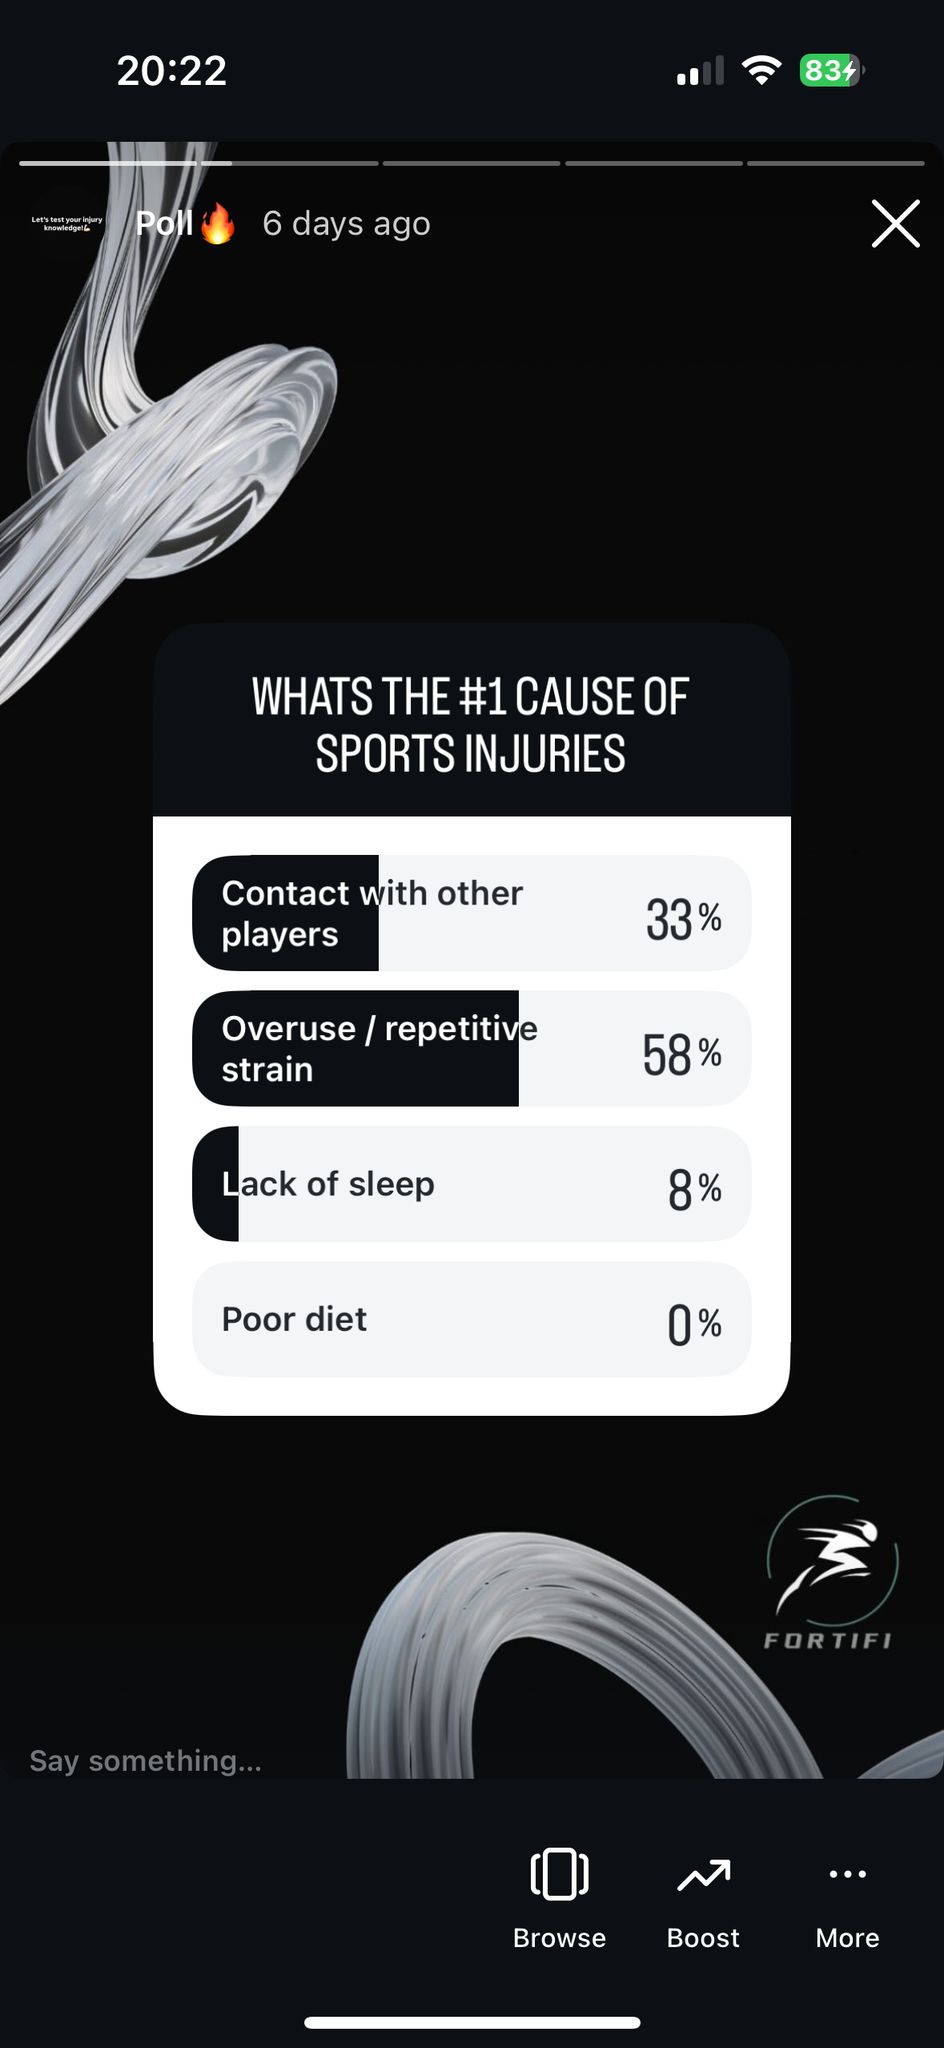 20:22
83
Let's test your injury
knowledge!💪
Poll🔥 6 days ago
WHATS THE #1 CAUSE OF
SPORTS INJURIES
Contact with other
players
33%
Overuse / repetitive
strain
58%
Lack of sleep
8%
Poor diet
0%
FORTIFI
Say something...
Browse
Boost
More